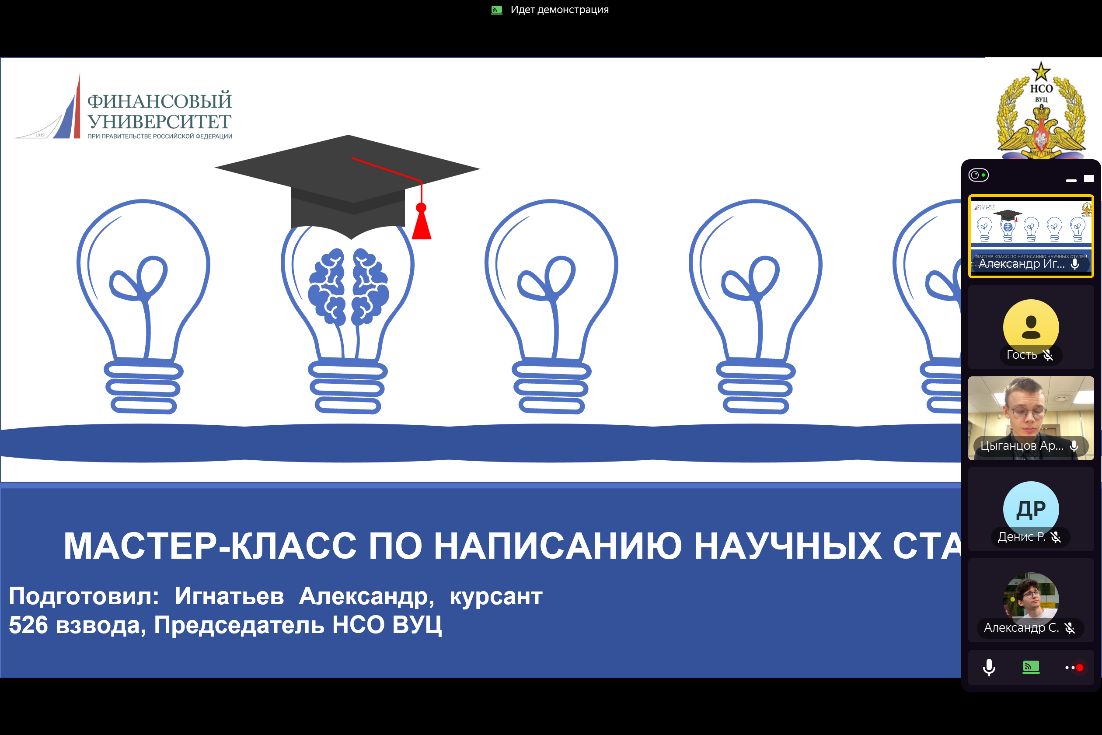 Идет демонстрация
ФИНАНСОВЫЙ
УНИВЕРСИТЕТ
ПРИ ПРАВИТЕЛЬСТВЕ РОССИЙСКОЙ ФЕДЕРАЦИИ
НСО
ВУЦ
Александр Иг...
Гость
Цыганцов Ар...
ДР
Денис Р.
Александр С.
МАСТЕР-КЛАСС ПО НАПИСАНИЮ НАУЧНЫХ СТА
Подготовил: Игнатьев Александр, курсант
526 взвода, Председатель НСО ВУЦ